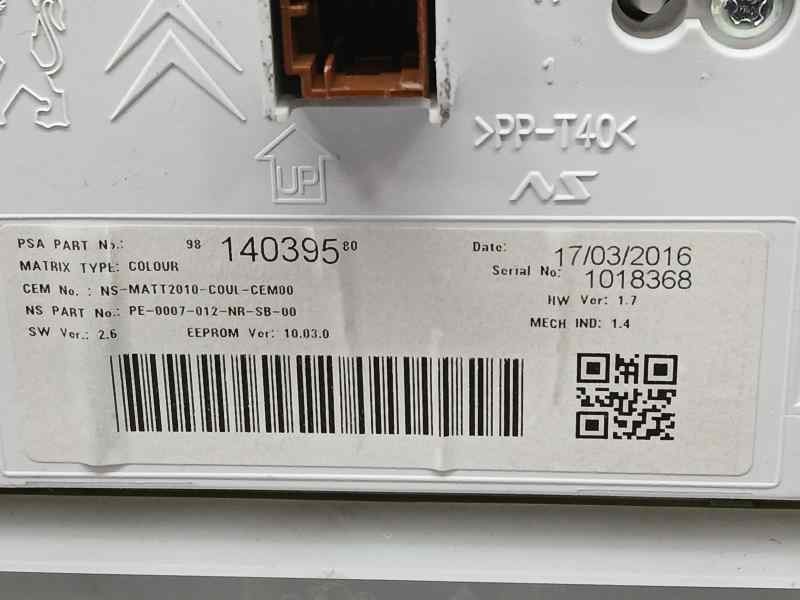 1
>PP-T40<
UP
NS
PSA PART No.: 98 140395 80
Date: 17/03/2016
MATRIX TYPE: COLOUR
Serial No: 1018368
CEM No.: NS-MATT2010-COUL-CEM00
HW Ver: 1.7
NS PART No.: PE-0007-012-NR-SB-00
MECH IND: 1.4
SW Ver.: 2.6 EEPROM Ver: 10.03.0